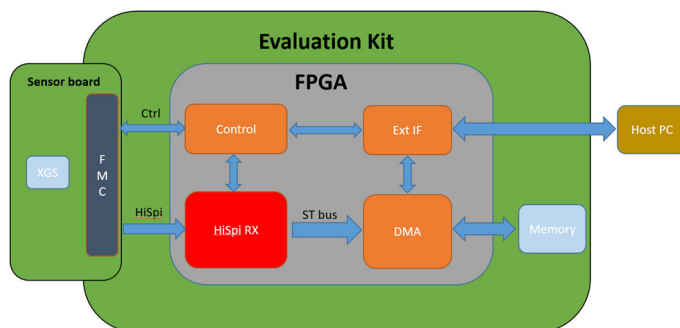 Evaluation Kit
Sensor board
FPGA
Ctrl
Control
Ext IF
Host PC
F
M
C
XGS
HiSpi
HiSpi RX
ST bus
DMA
Memory